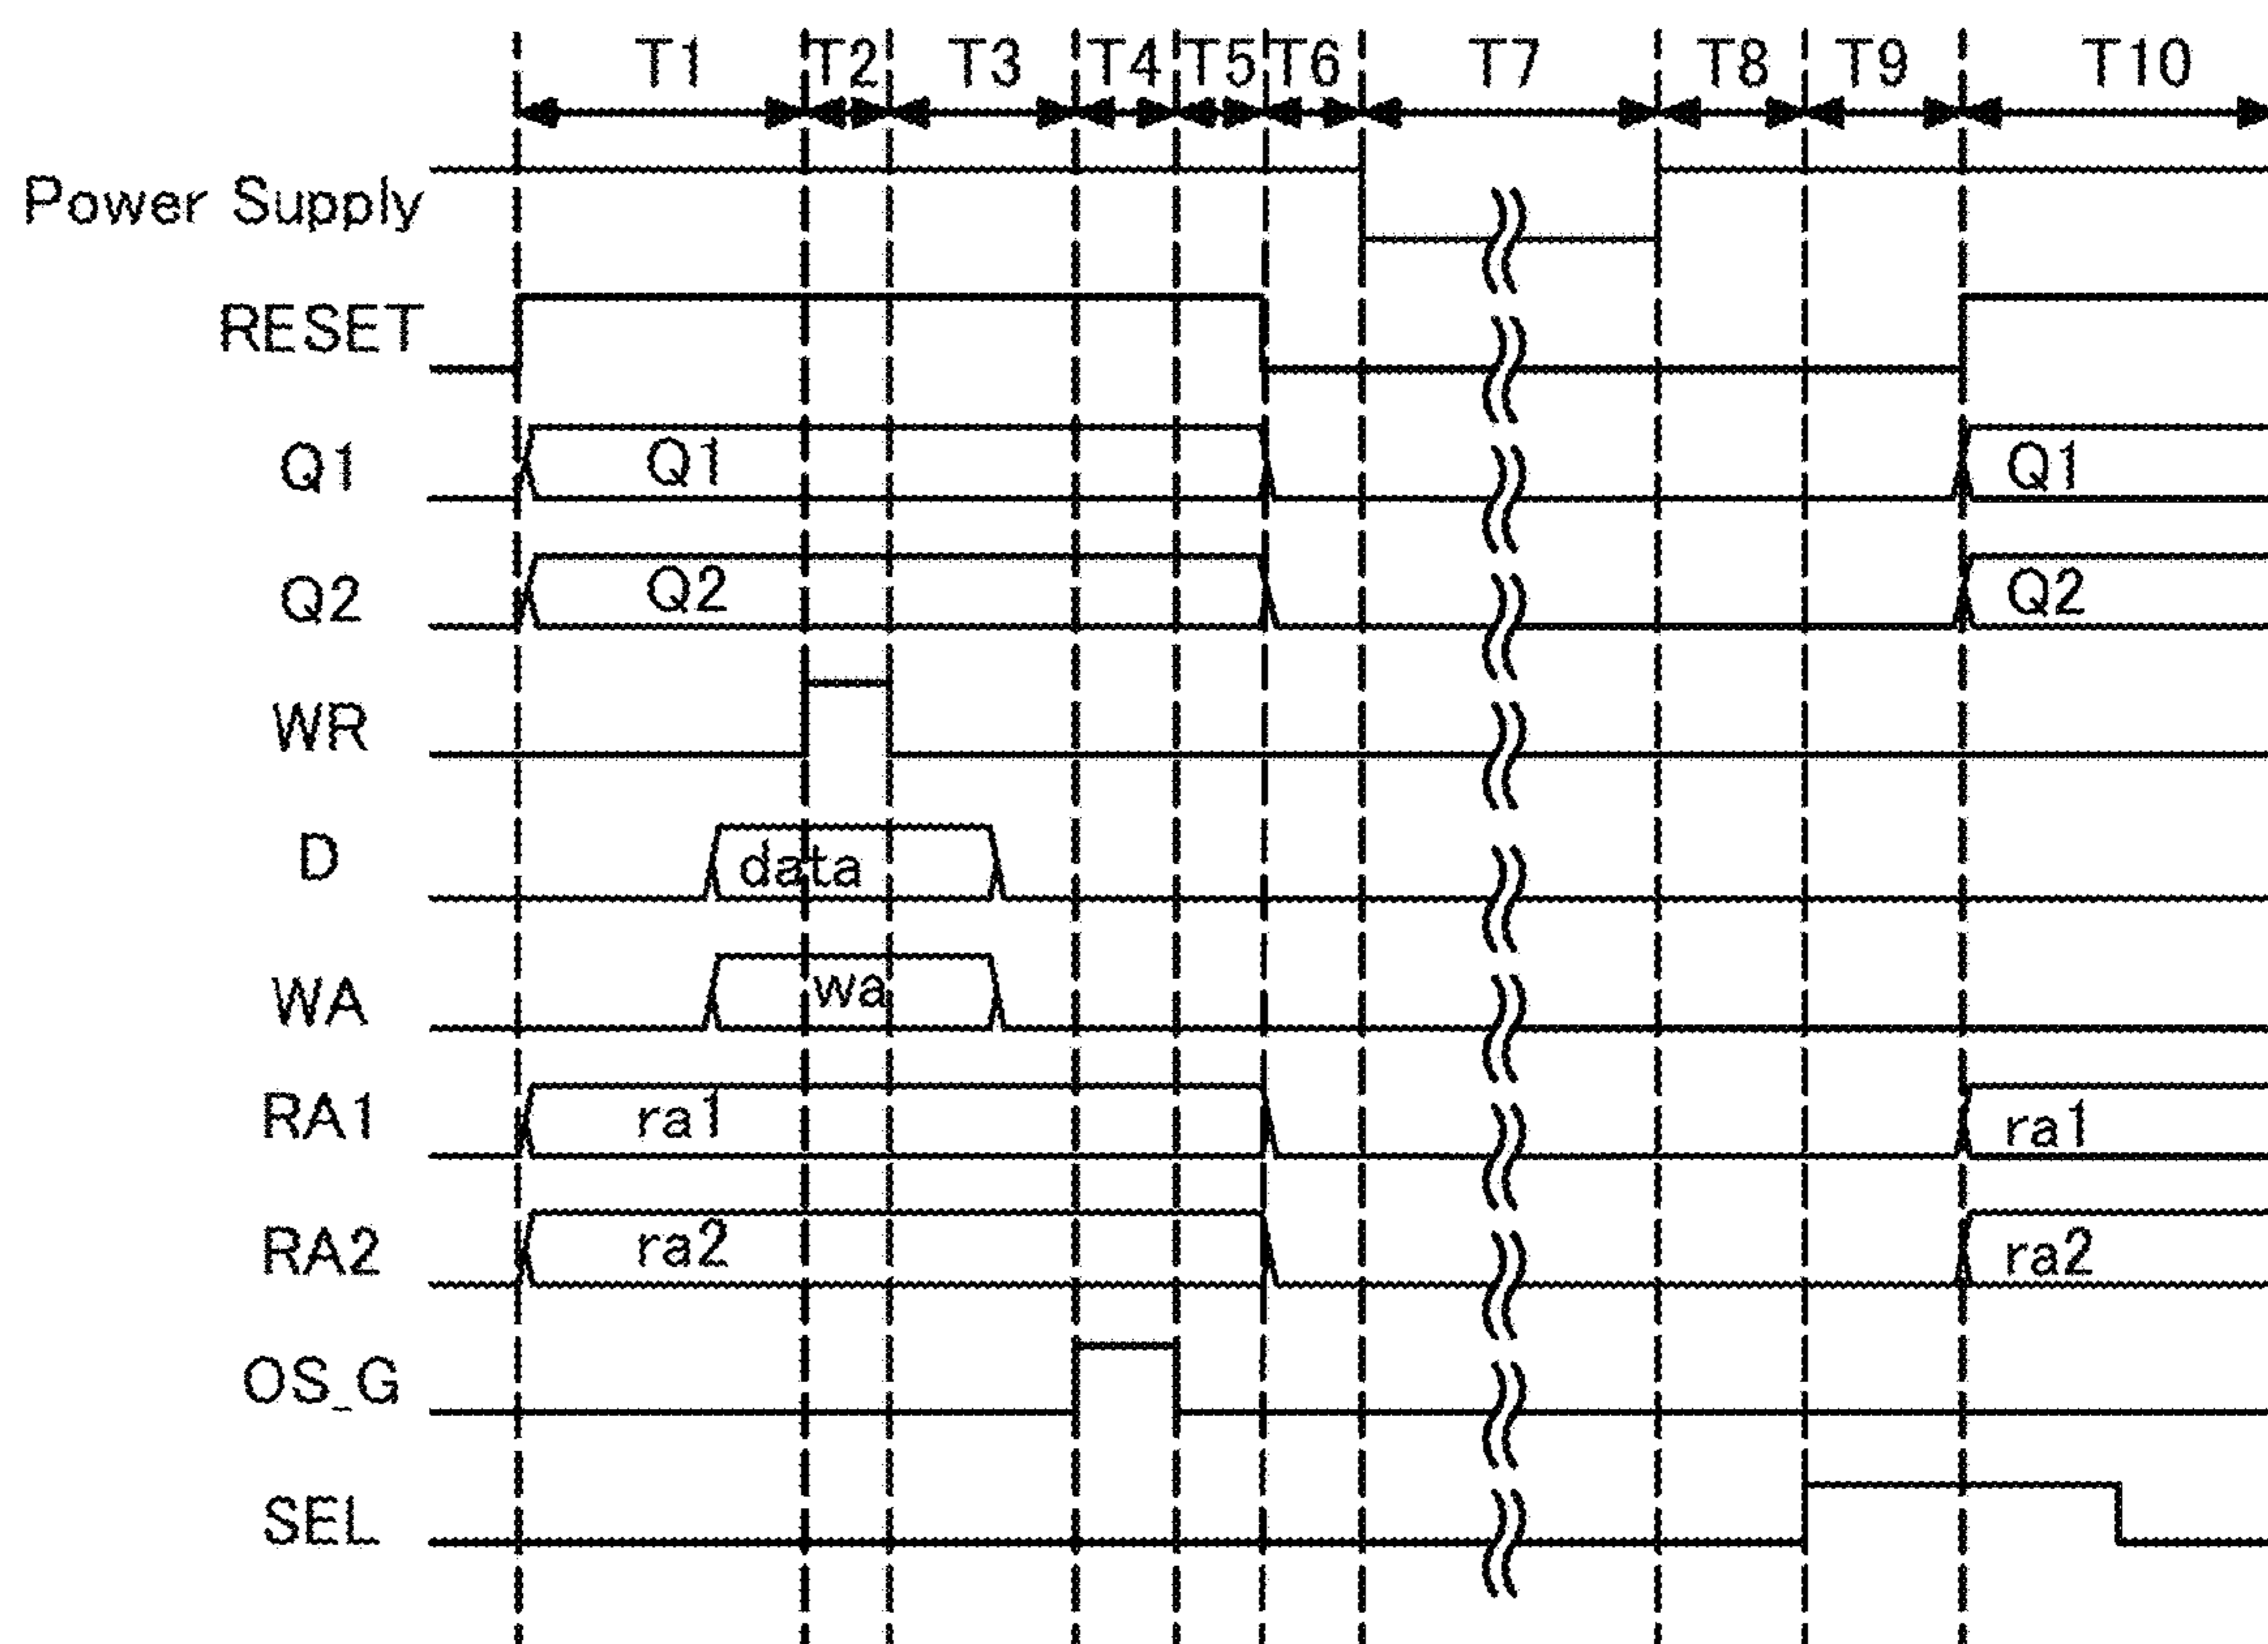 T1 T2 T3 T4 T5 T6 T7 T8 T9 T10
Power Supply
RESET
Q1 Q1 Q1
Q2 Q2 Q2
WR
D data
WA wa
RA1 ra1 ra1
RA2 ra2 ra2
OS_G
SEL